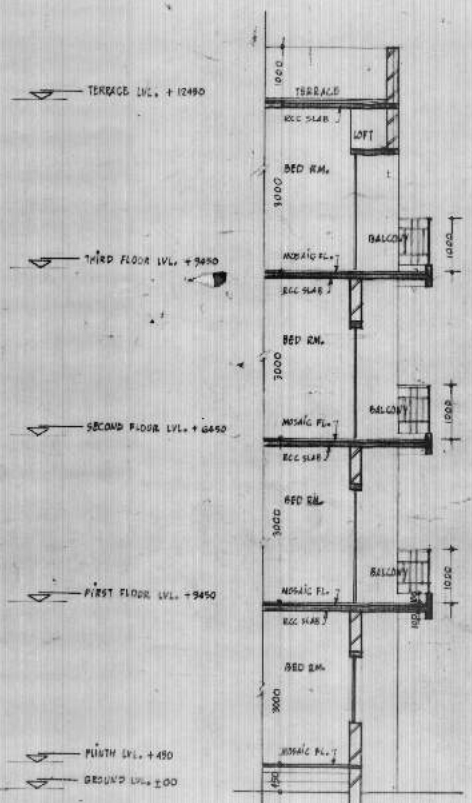 1000
TERRACE LVL. + 12450
TERRACE
RCC SLAB
LOFT
BED RM.
3000
BALCONY
1000
THIRD FLOOR LVL. + 9450
MOSAIC FL.
RCC SLAB
BED RM.
3000
BALCONY
1000
SECOND FLOOR LVL. + 6450
MOSAIC FL.
RCC SLAB
BED RM.
3000
BALCONY
1000
FIRST FLOOR LVL. +9450
MOSAIC FL.
RCC SLAB
100
BED RM.
3000
PLINTH LVL. +450
MOSAIC FL.
GROUND LVL. ±00
450